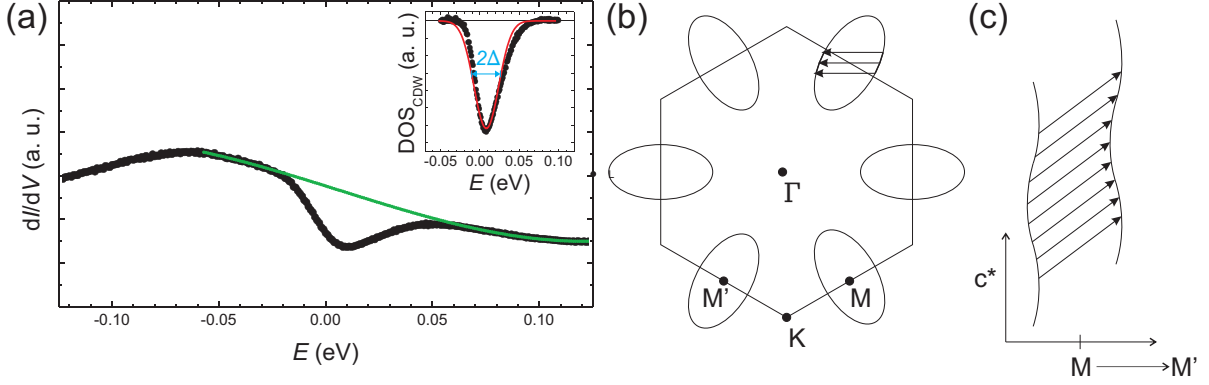 (a)
dI/dV (a. u.)
-0.10
-0.05
0.00
0.05
0.10
E (eV)
DOS_CDW (a. u.)
2Δ
-0.05
0.00
0.05
0.10
E (eV)
(b)
Γ
M'
M
K
(c)
c*
M
M'